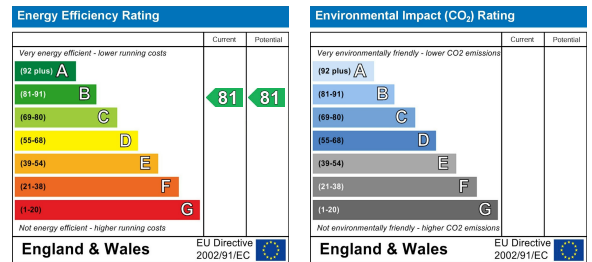 Energy Efficiency Rating
Current Potential
Very energy efficient - lower running costs
(92 plus) A
(81-91) B 81 81
(69-80) C
(55-68) D
(39-54) E
(21-38) F
(1-20) G
Not energy efficient - higher running costs
England & Wales
EU Directive
2002/91/EC
Environmental Impact (CO2) Rating
Current Potential
Very environmentally friendly - lower CO2 emissions
(92 plus) A
(81-91) B
(69-80) C
(55-68) D
(39-54) E
(21-38) F
(1-20) G
Not environmentally friendly - higher CO2 emissions
England & Wales
EU Directive
2002/91/EC